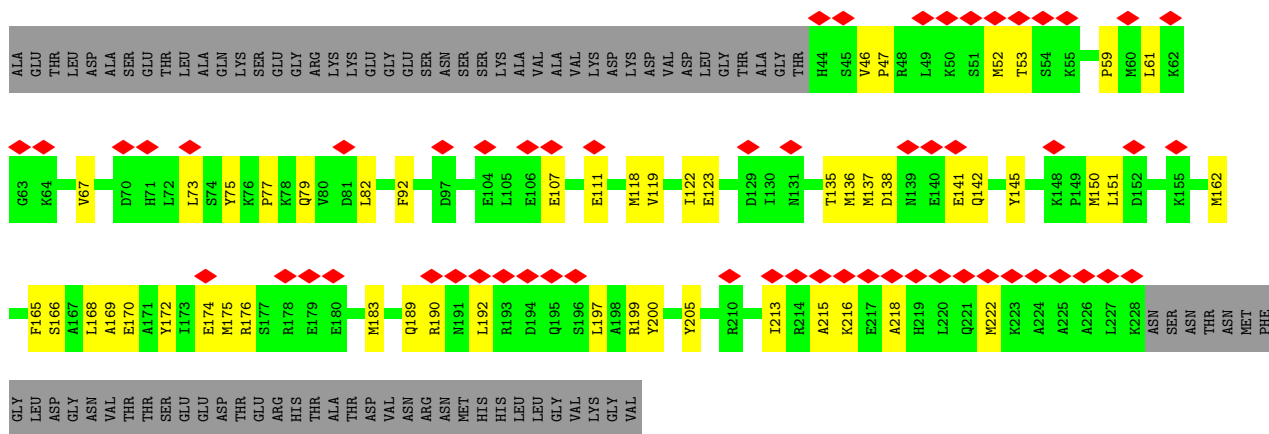 ALA GLU THR LEU ASP ALA SER GLU THR LEU ALA GLN LYS SER GLU GLY ARG LYS LYS GLU GLY GLU SER ASN SER SER LYS ALA VAL ALA VAL LYS ASP LYS ASP VAL ASP LEU GLY THR ALA GLY THR H44 S45 V46 P47 R48 L49 K50 S51 M52 T53 S54 K55 P59 M60 L61 K62
G63 K64 V67 D70 H71 L72 L73 S74 Y75 K76 P77 K78 Q79 V80 D81 L82 F92 D97 E104 L105 E106 E107 E111 M118 V119 I122 E123 D129 I130 N131 T135 M136 M137 D138 N139 E140 E141 Q142 Y145 K148 P149 M150 L151 D152 K155 M162
F165 S166 A167 L168 A169 E170 A171 Y172 I173 E174 M175 R176 S177 R178 E179 E180 M183 Q189 R190 N191 L192 R193 D194 Q195 S196 L197 A198 R199 Y200 Y205 R210 I213 R214 A215 K216 E217 A218 H219 L220 Q221 M222 K223 A224 A225 A226 L227 K228 ASN SER ASN THR ASN MET PHE
GLY LEU ASP GLY ASN VAL THR THR SER GLU GLU ASP THR GLU ARG HIS THR ALA THR ASP VAL ASN ARG ASN MET HIS HIS LEU LEU GLY VAL LYS GLY VAL